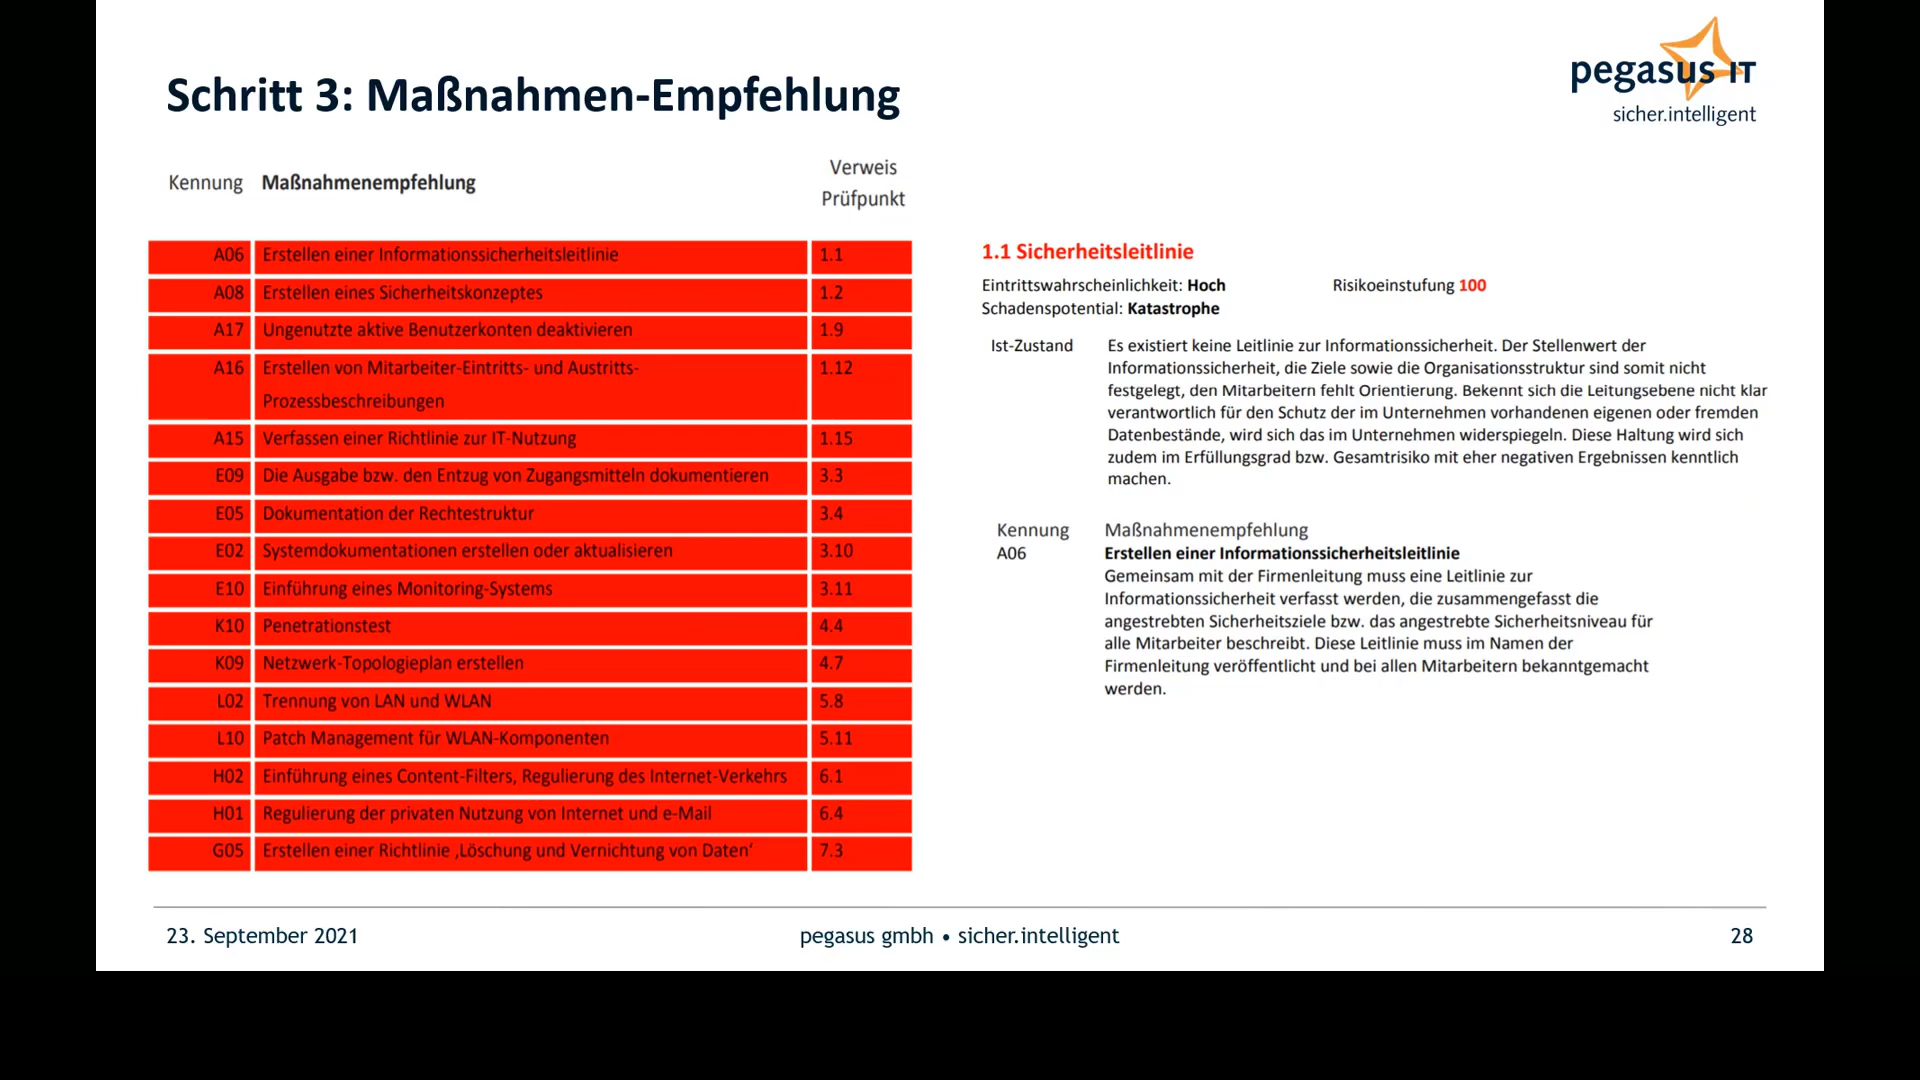 Schritt 3: Maßnahmen-Empfehlung
pegasus IT
sicher.intelligent
Kennung Maßnahmenempfehlung Verweis Prüfpunkt
A06 Erstellen einer Informationssicherheitsleitlinie 1.1
A08 Erstellen eines Sicherheitskonzeptes 1.2
A17 Ungenutzte aktive Benutzerkonten deaktivieren 1.9
A16 Erstellen von Mitarbeiter-Eintritts- und Austritts- 1.12
Prozessbeschreibungen
A15 Verfassen einer Richtlinie zur IT-Nutzung 1.15
E09 Die Ausgabe bzw. den Entzug von Zugangsmitteln dokumentieren 3.3
E05 Dokumentation der Rechtestruktur 3.4
E02 Systemdokumentationen erstellen oder aktualisieren 3.10
E10 Einführung eines Monitoring-Systems 3.11
K10 Penetrationstest 4.4
K09 Netzwerk-Topologieplan erstellen 4.7
L02 Trennung von LAN und WLAN 5.8
L10 Patch Management für WLAN-Komponenten 5.11
H02 Einführung eines Content-Filters, Regulierung des Internet-Verkehrs 6.1
H01 Regulierung der privaten Nutzung von Internet und e-Mail 6.4
G05 Erstellen einer Richtlinie ‚Löschung und Vernichtung von Daten‘ 7.3
1.1 Sicherheitsleitlinie
Eintrittswahrscheinlichkeit: Hoch Risikoeinstufung 100
Schadenspotential: Katastrophe
Ist-Zustand Es existiert keine Leitlinie zur Informationssicherheit. Der Stellenwert der
Informationssicherheit, die Ziele sowie die Organisationsstruktur sind somit nicht
festgelegt, den Mitarbeitern fehlt Orientierung. Bekennt sich die Leitungsebene nicht klar
verantwortlich für den Schutz der im Unternehmen vorhandenen eigenen oder fremden
Datenbestände, wird sich das im Unternehmen widerspiegeln. Diese Haltung wird sich
zudem im Erfüllungsgrad bzw. Gesamtrisiko mit eher negativen Ergebnissen kenntlich
machen.
Kennung Maßnahmenempfehlung
A06 Erstellen einer Informationssicherheitsleitlinie
Gemeinsam mit der Firmenleitung muss eine Leitlinie zur
Informationssicherheit verfasst werden, die zusammengefasst die
angestrebten Sicherheitsziele bzw. das angestrebte Sicherheitsniveau für
alle Mitarbeiter beschreibt. Diese Leitlinie muss im Namen der
Firmenleitung veröffentlicht und bei allen Mitarbeitern bekanntgemacht
werden.
23. September 2021 pegasus gmbh • sicher.intelligent 28